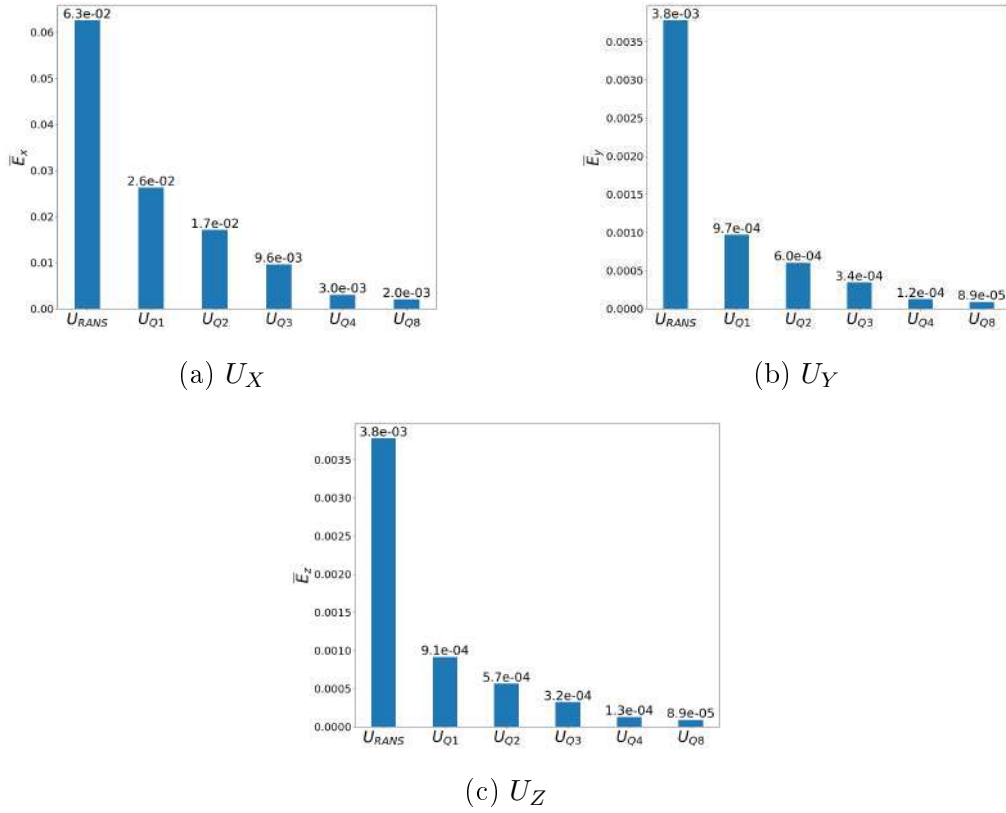 6.3e-02
0.06
0.05
0.04
0.03
0.02
0.01
0.00
E̅x
2.6e-02
1.7e-02
9.6e-03
3.0e-03
2.0e-03
U_RANS U_Q1 U_Q2 U_Q3 U_Q4 U_Q8
(a) U_X
3.8e-03
0.0035
0.0030
0.0025
0.0020
0.0015
0.0010
0.0005
0.0000
E̅y
9.7e-04
6.0e-04
3.4e-04
1.2e-04
8.9e-05
U_RANS U_Q1 U_Q2 U_Q3 U_Q4 U_Q8
(b) U_Y
3.8e-03
0.0035
0.0030
0.0025
0.0020
0.0015
0.0010
0.0005
0.0000
E̅z
9.1e-04
5.7e-04
3.2e-04
1.3e-04
8.9e-05
U_RANS U_Q1 U_Q2 U_Q3 U_Q4 U_Q8
(c) U_Z